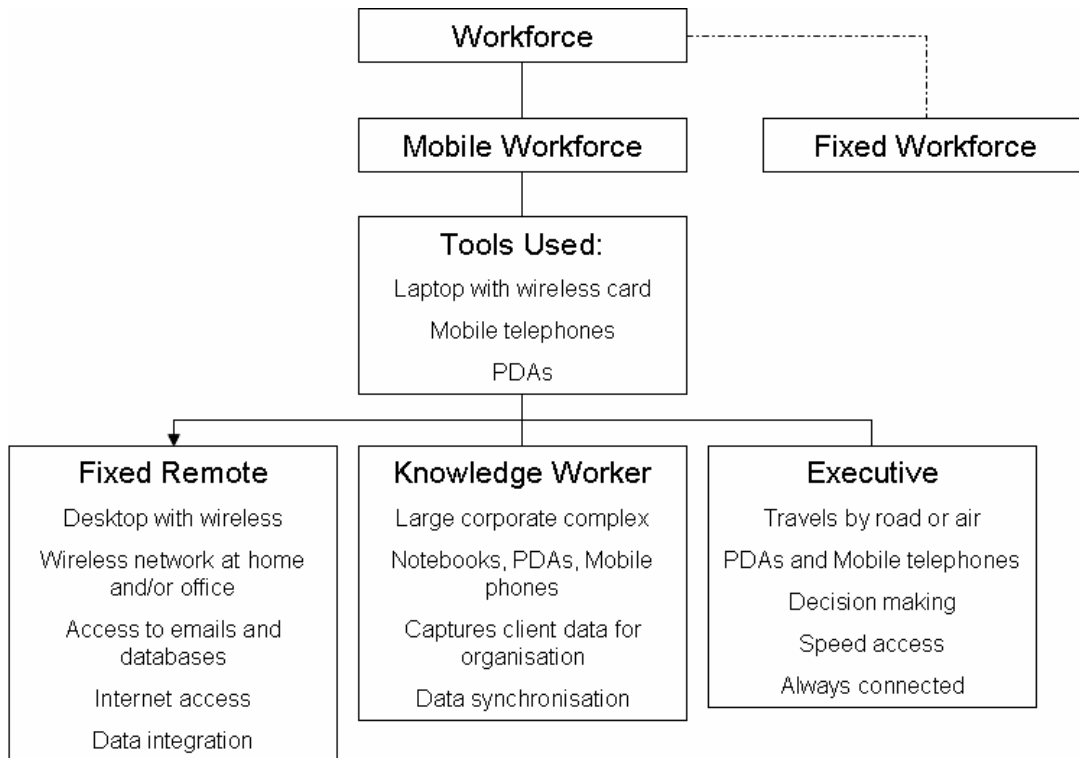 Workforce
Mobile Workforce
Fixed Workforce
Tools Used:
Laptop with wireless card
Mobile telephones
PDAs
Fixed Remote
Desktop with wireless
Wireless network at home
and/or office
Access to emails and
databases
Internet access
Data integration
Knowledge Worker
Large corporate complex
Notebooks, PDAs, Mobile
phones
Captures client data for
organisation
Data synchronisation
Executive
Travels by road or air
PDAs and Mobile telephones
Decision making
Speed access
Always connected